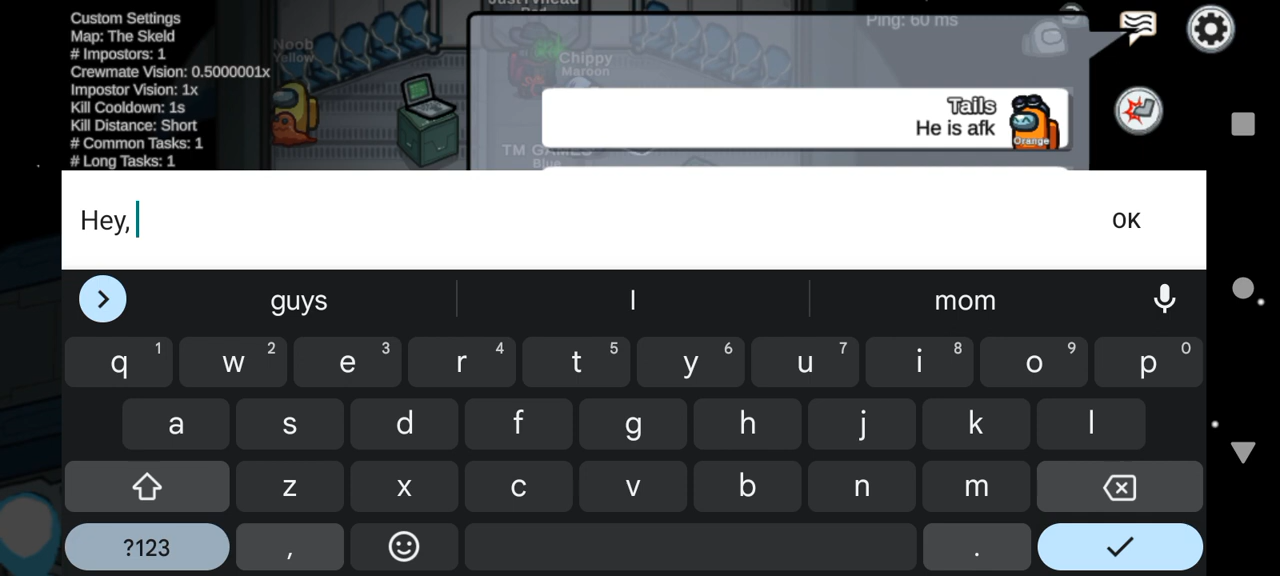 Custom Settings
Map: The Skeld
# Impostors: 1
Crewmate Vision: 0.5000001x
Impostor Vision: 1x
Kill Cooldown: 1s
Kill Distance: Short
# Common Tasks: 1
# Long Tasks: 1
Noob
Yellow
Chippy
Maroon
TM GAMES
Blue
Ping: 60 ms
Tails
He is afk
Orange
Hey,
OK
guys
I
mom
q 1 w 2 e 3 r 4 t 5 y 6 u 7 i 8 o 9 p 0
a s d f g h j k l
z x c v b n m
?123 , .